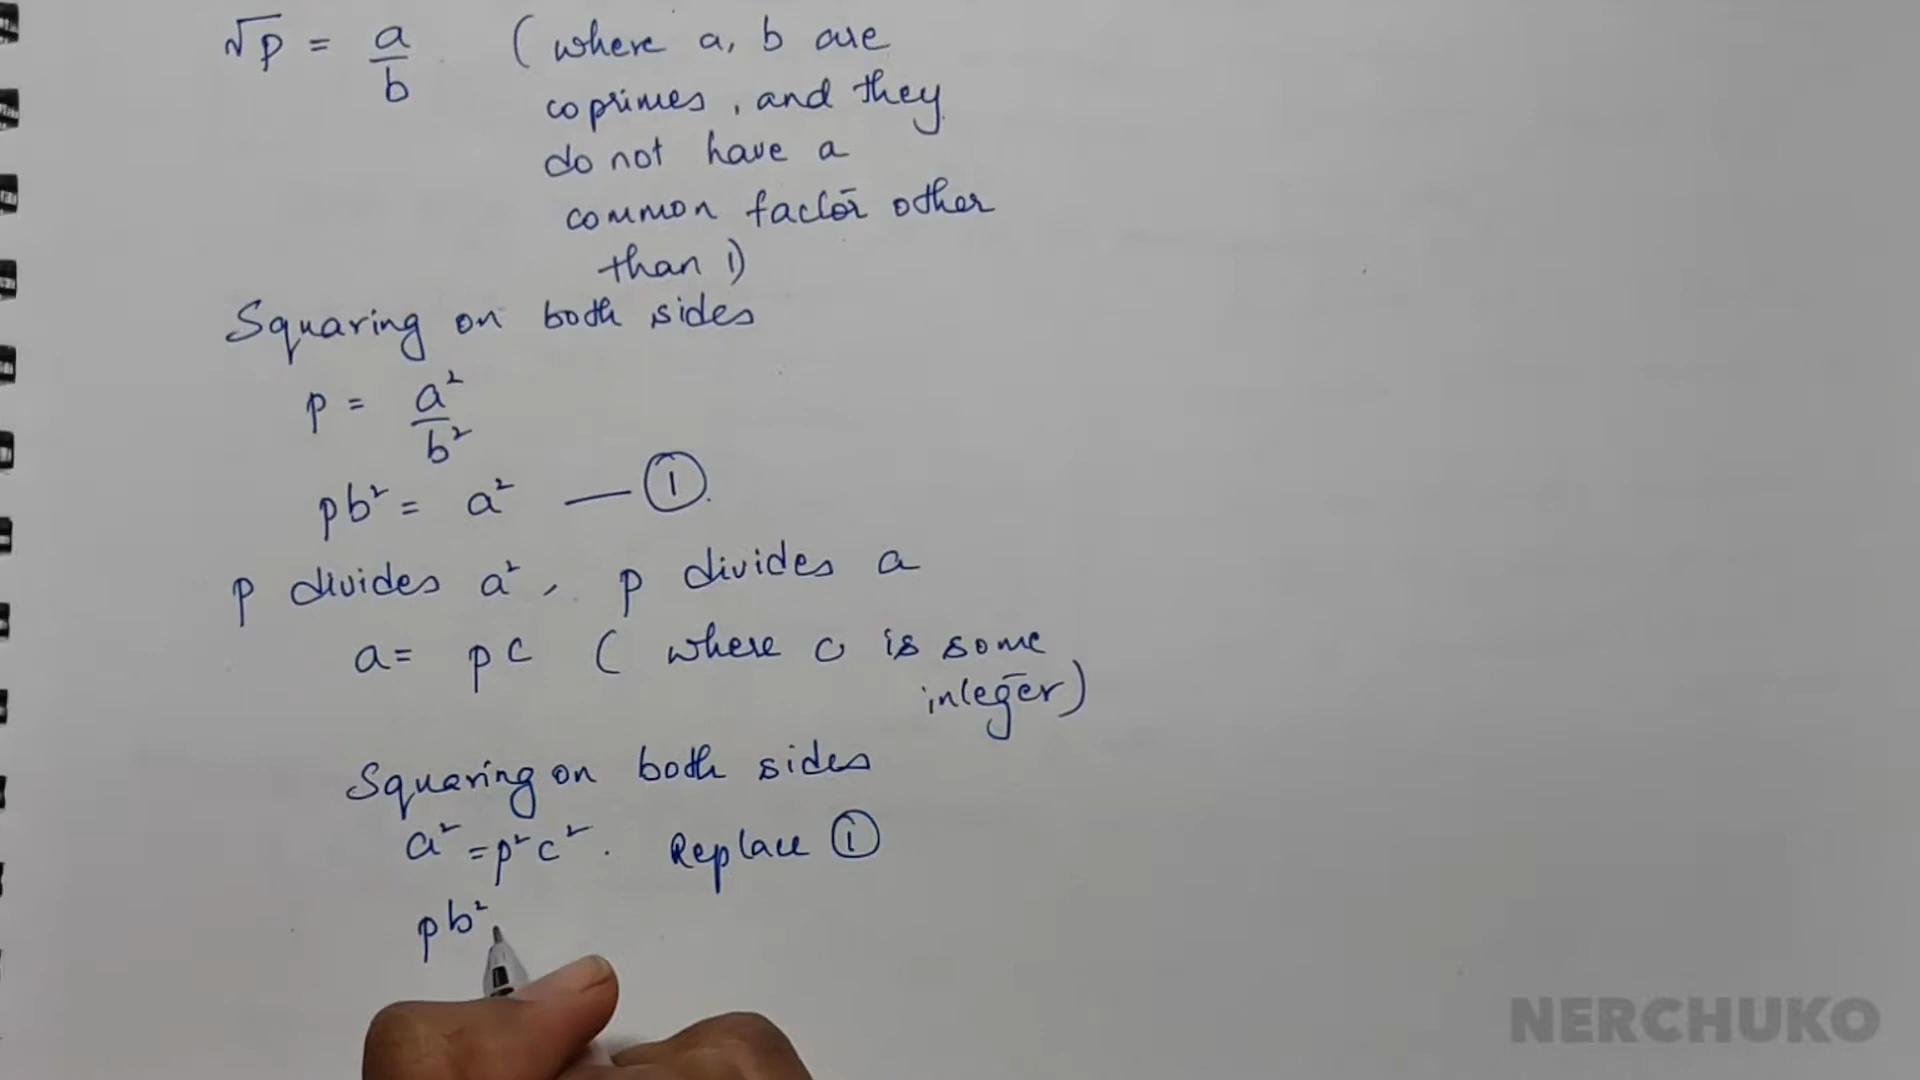 √p = a/b (where a, b are
coprimes, and they
do not have a
common factor other
than 1)
Squaring on both sides
p = a²/b²
pb² = a² — ①
p divides a², p divides a
a = pc (where c is some
integer)
Squaring on both sides
a² = p²c². Replace ①
pb²
NERCHUKO